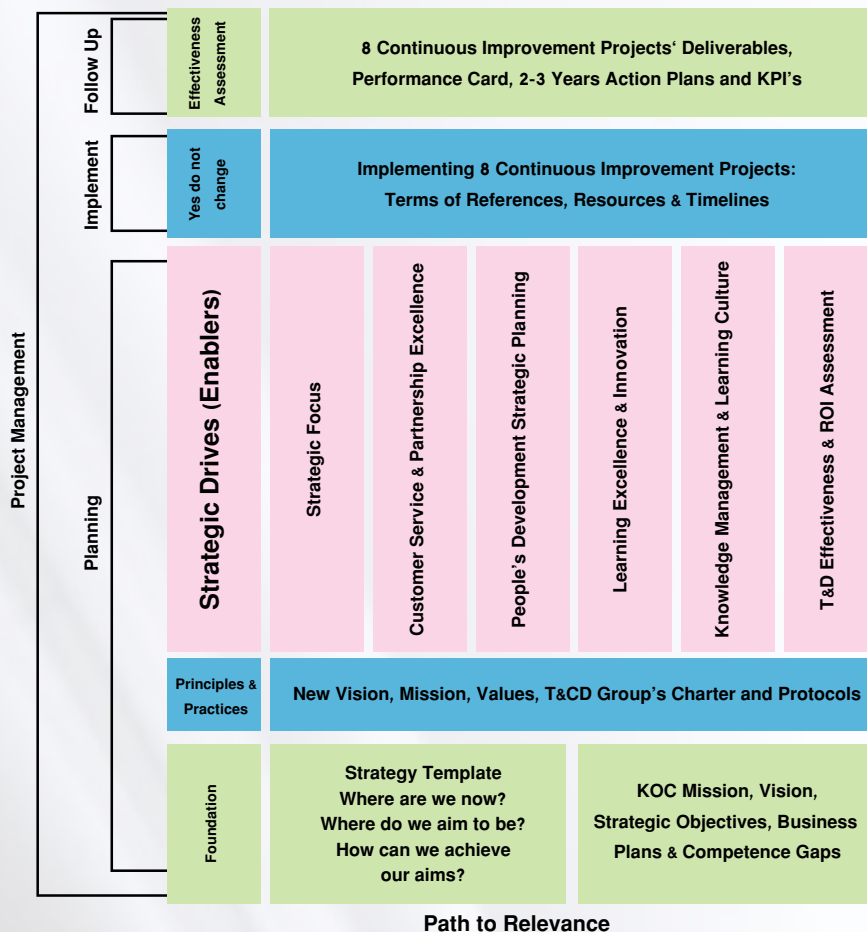 Project Management
Follow Up
Effectiveness
Assessment
8 Continuous Improvement Projects‘ Deliverables,
Performance Card, 2-3 Years Action Plans and KPI's
Implement
Yes do not
change
Implementing 8 Continuous Improvement Projects:
Terms of References, Resources & Timelines
Planning
Strategic Drives (Enablers)
Strategic Focus
Customer Service & Partnership Excellence
People's Development Strategic Planning
Learning Excellence & Innovation
Knowledge Management & Learning Culture
T&D Effectiveness & ROI Assessment
Principles &
Practices
New Vision, Mission, Values, T&CD Group's Charter and Protocols
Foundation
Strategy Template
Where are we now?
Where do we aim to be?
How can we achieve
our aims?
KOC Mission, Vision,
Strategic Objectives, Business
Plans & Competence Gaps
Path to Relevance